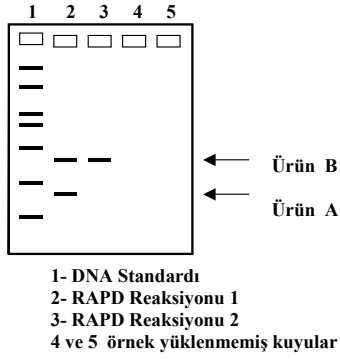 1 2 3 4 5
Ürün B
Ürün A
1- DNA Standardı
2- RAPD Reaksiyonu 1
3- RAPD Reaksiyonu 2
4 ve 5 örnek yüklenmemiş kuyular